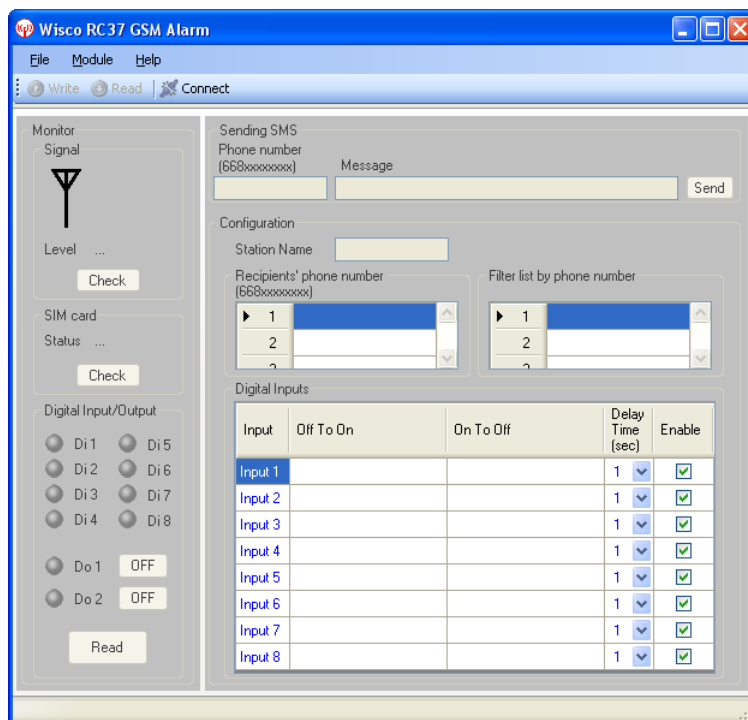 Wisco RC37 GSM Alarm
File Module Help
Write Read Connect
Monitor
Signal
Level ...
Check
SIM card
Status ...
Check
Digital Input/Output
Di 1 Di 5
Di 2 Di 6
Di 3 Di 7
Di 4 Di 8
Do 1 OFF
Do 2 OFF
Read
Sending SMS
Phone number
(668xxxxxxxx) Message
Send
Configuration
Station Name
Recipients' phone number
(668xxxxxxxx)
1
2
Filter list by phone number
1
2
Digital Inputs
Input Off To On On To Off Delay Time (sec) Enable
Input 1 1
Input 2 1
Input 3 1
Input 4 1
Input 5 1
Input 6 1
Input 7 1
Input 8 1